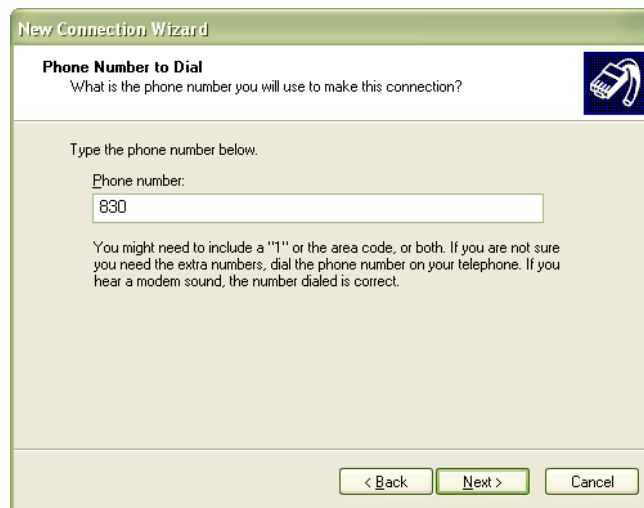 New Connection Wizard
Phone Number to Dial
What is the phone number you will use to make this connection?
Type the phone number below.
Phone number:
830
You might need to include a "1" or the area code, or both. If you are not sure
you need the extra numbers, dial the phone number on your telephone. If you
hear a modem sound, the number dialed is correct.
< Back
Next >
Cancel